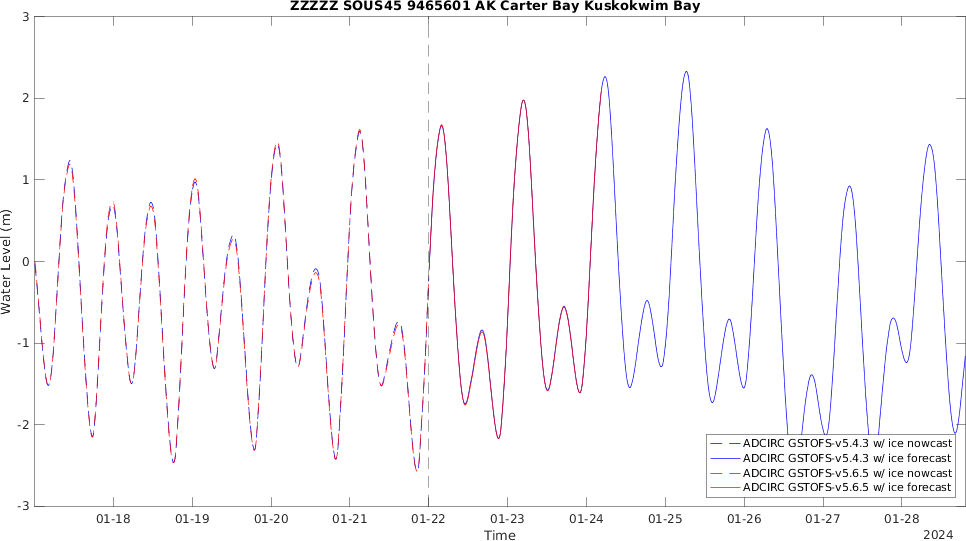 ZZZZZ SOUS45 9465601 AK Carter Bay Kuskokwim Bay
3
2
1
0
-1
-2
-3
Water Level (m)
ADCIRC GSTOFS-v5.4.3 w/ ice nowcast
ADCIRC GSTOFS-v5.4.3 w/ ice forecast
ADCIRC GSTOFS-v5.6.5 w/ ice nowcast
ADCIRC GSTOFS-v5.6.5 w/ ice forecast
01-18 01-19 01-20 01-21 01-22 01-23 01-24 01-25 01-26 01-27 01-28
Time
2024